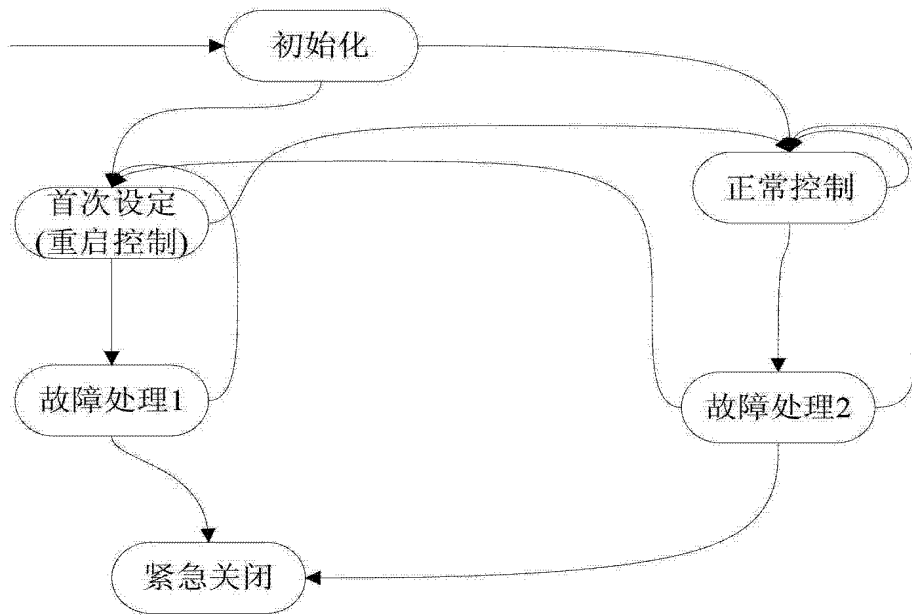 初始化
正常控制
首次设定
(重启控制)
故障处理1
故障处理2
紧急关闭